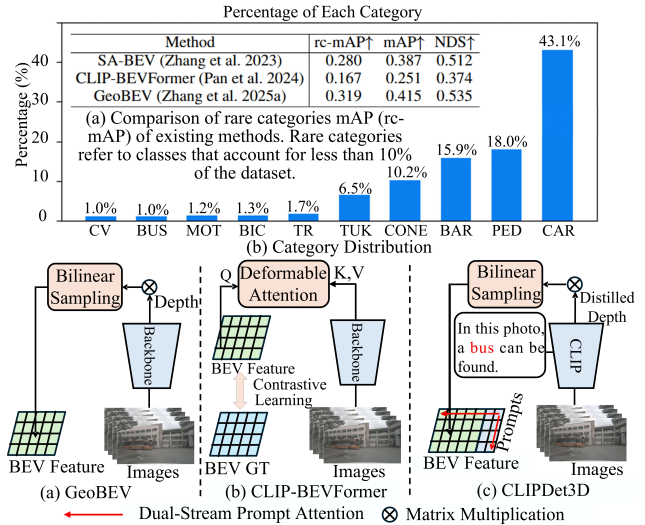 Percentage of Each Category
Percentage (%)
40
30
20
10
0
Method rc-mAP↑ mAP↑ NDS↑
SA-BEV (Zhang et al. 2023) 0.280 0.387 0.512
CLIP-BEVFormer (Pan et al. 2024) 0.167 0.251 0.374
GeoBEV (Zhang et al. 2025a) 0.319 0.415 0.535
(a) Comparison of rare categories mAP (rc-
mAP) of existing methods. Rare categories
refer to classes that account for less than 10%
of the dataset.
1.0% 1.0% 1.2% 1.3% 1.7% 6.5% 10.2% 15.9% 18.0% 43.1%
CV BUS MOT BIC TR TUK CONE BAR PED CAR
(b) Category Distribution
Bilinear
Sampling
Depth
Backbone
BEV Feature
Images
(a) GeoBEV
Q
Deformable
Attention
K,V
BEV Feature
Contrastive
Learning
Backbone
BEV GT
Images
(b) CLIP-BEVFormer
Bilinear
Sampling
Distilled
Depth
In this photo,
a bus can be
found.
CLIP
Prompts
BEV Feature
Images
(c) CLIPDet3D
Dual-Stream Prompt Attention
Matrix Multiplication